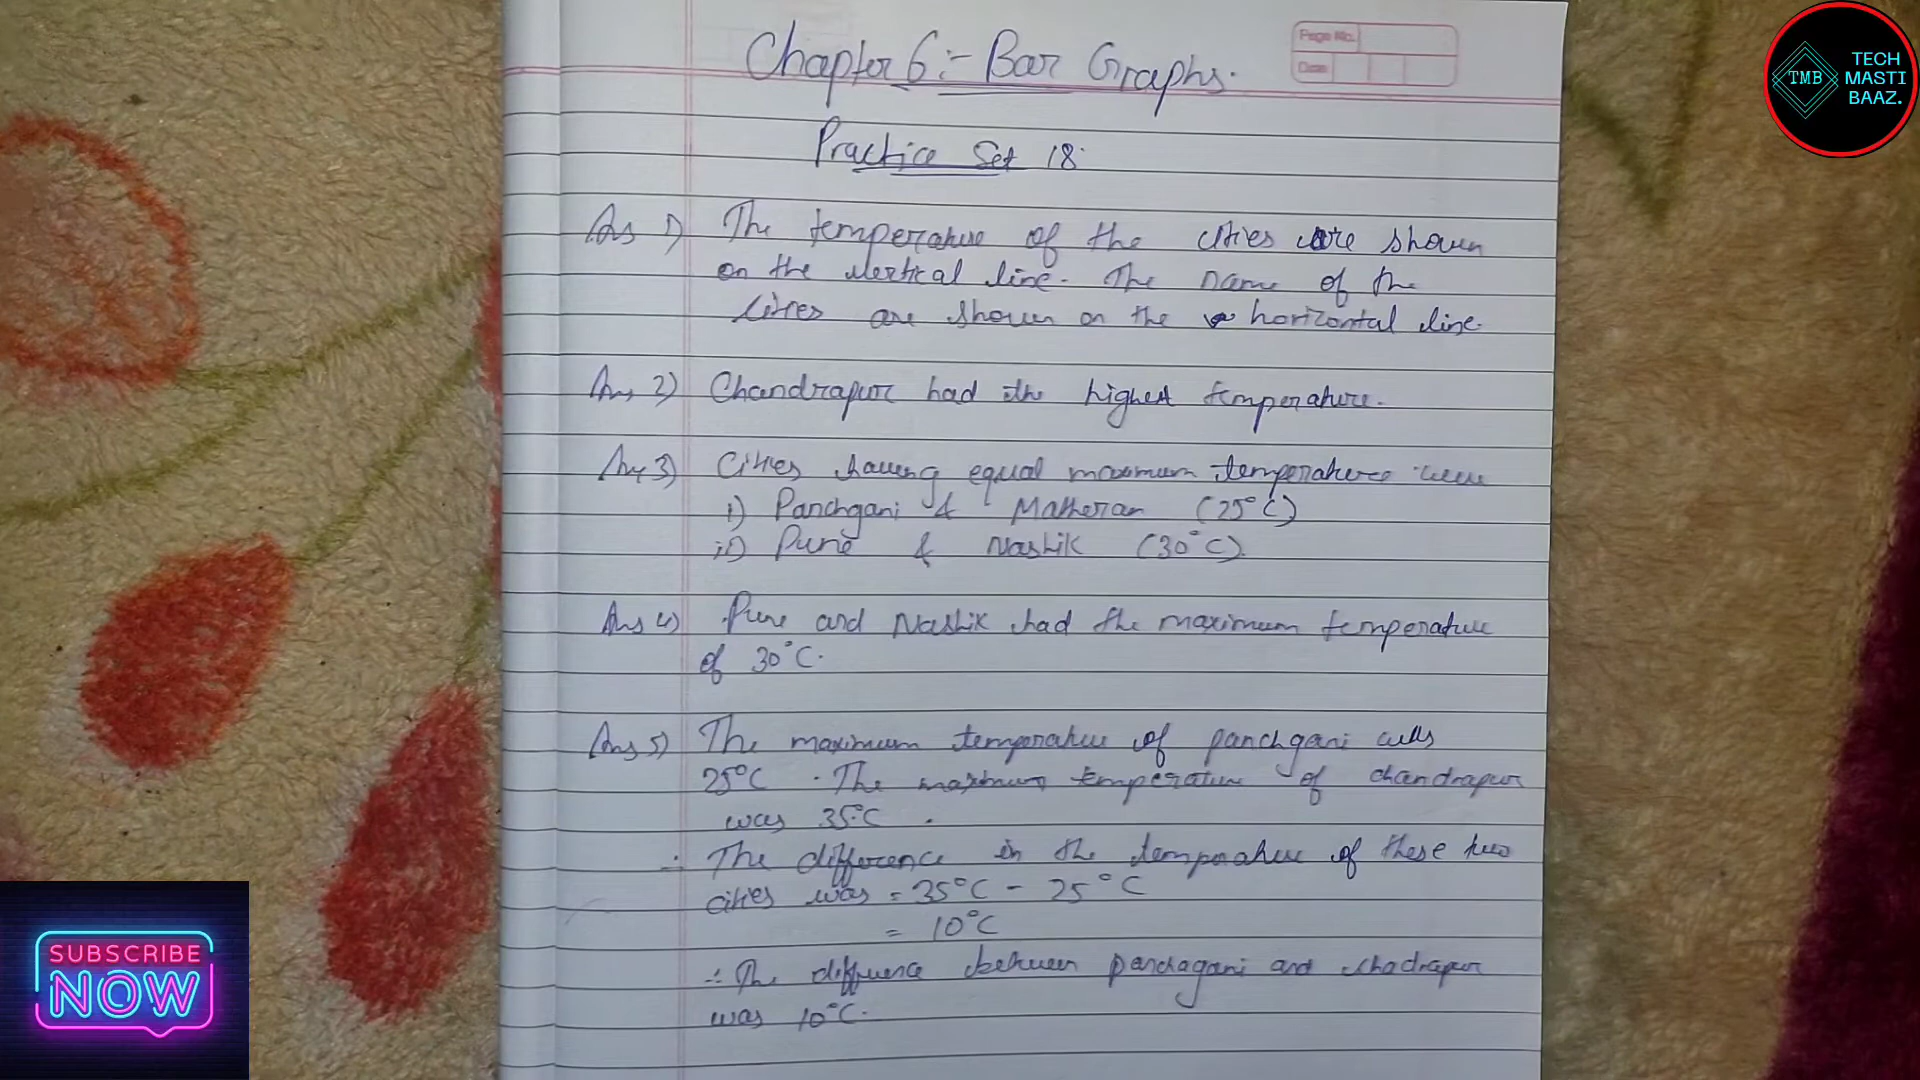 Chapter 6:- Bar Graphs.
Page No.
Date
Practice Set 18.
Ans 1) The temperature of the cities are shown
on the vertical line. The name of the
cities are shown on the horizontal line.
Ans 2) Chandrapur had the highest temperature.
Ans 3) Cities having equal maximum temperatures were
i) Panchgani & Matheran (25°C)
ii) Pune & Nashik (30°C).
Ans 4) Pune and Nashik had the maximum temperature
of 30°C.
Ans 5) The maximum temperature of panchgani was
25°C. The maximum temperature of chandrapur
was 35°C.
∴ The difference in the temperature of these two
cities was = 35°C - 25°C
= 10°C
∴ The difference between panchagani and chadrapur
was 10°C.
TMB
TECH
MASTI
BAAZ.
SUBSCRIBE
NOW